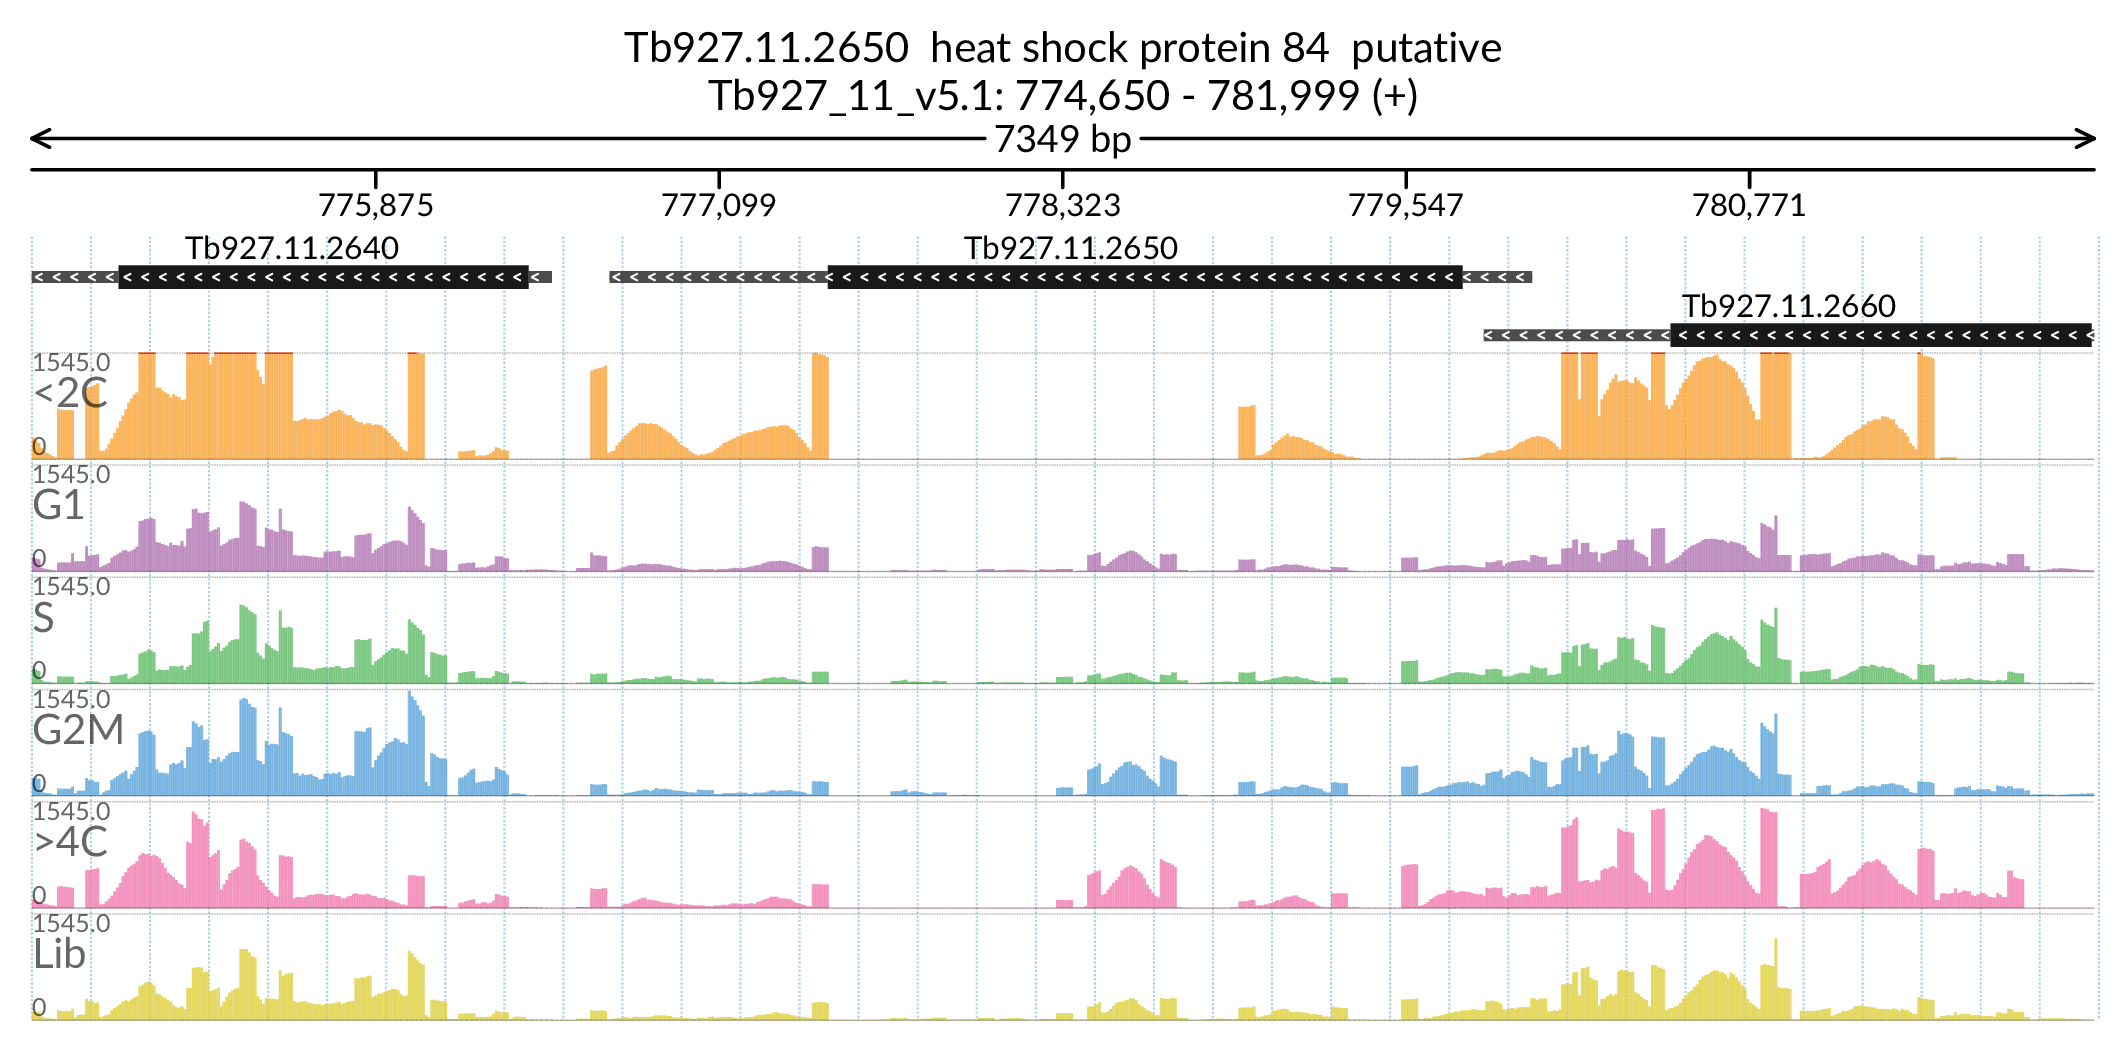 Tb927.11.2650  heat shock protein 84  putative
Tb927_11_v5.1: 774,650 - 781,999 (+)
7349 bp
775,875 777,099 778,323 779,547 780,771
Tb927.11.2640 Tb927.11.2650
Tb927.11.2660
1545.0
<2C
0
1545.0
G1
0
1545.0
S
0
1545.0
G2M
0
1545.0
>4C
0
1545.0
Lib
0